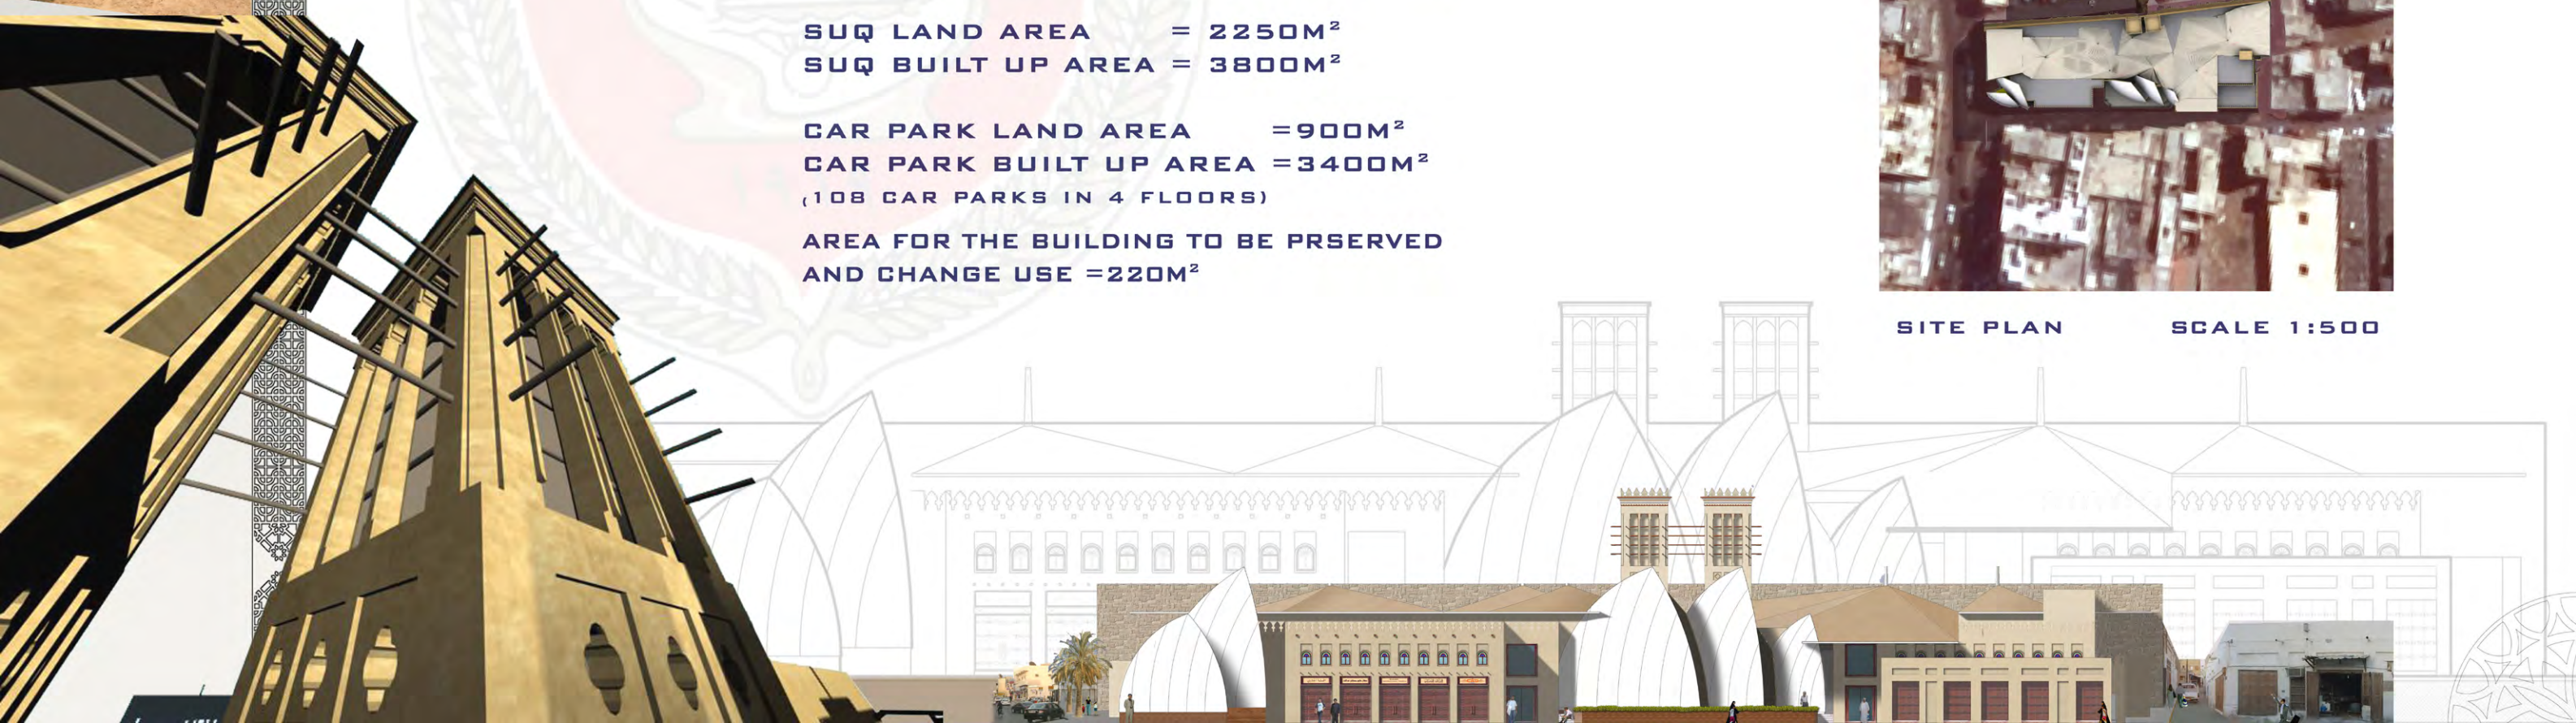 SUQ LAND AREA = 2250M²
SUQ BUILT UP AREA = 3800M²
CAR PARK LAND AREA =900M²
CAR PARK BUILT UP AREA =3400M²
(108 CAR PARKS IN 4 FLOORS)
AREA FOR THE BUILDING TO BE PRSERVED
AND CHANGE USE =220M²
SITE PLAN SCALE 1:500